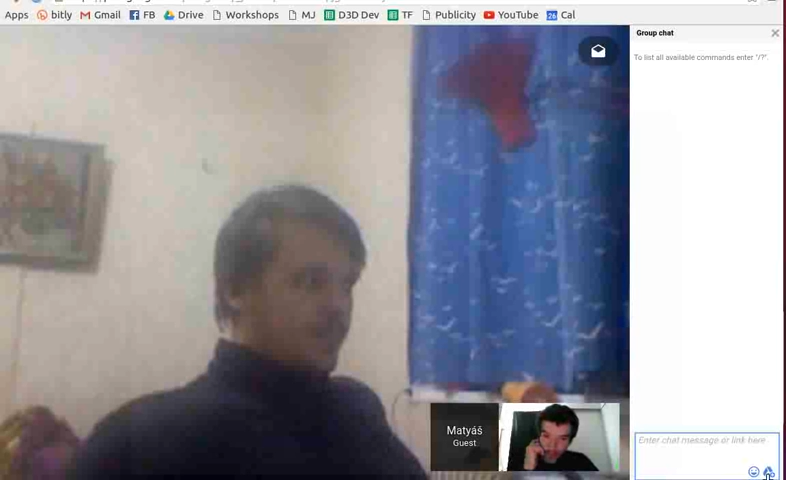 Apps bitly Gmail FB Drive Workshops MJ D3D Dev TF Publicity YouTube 26 Cal
Group chat
To list all available commands enter "/?".
Matyáš
Guest
Enter chat message or link here